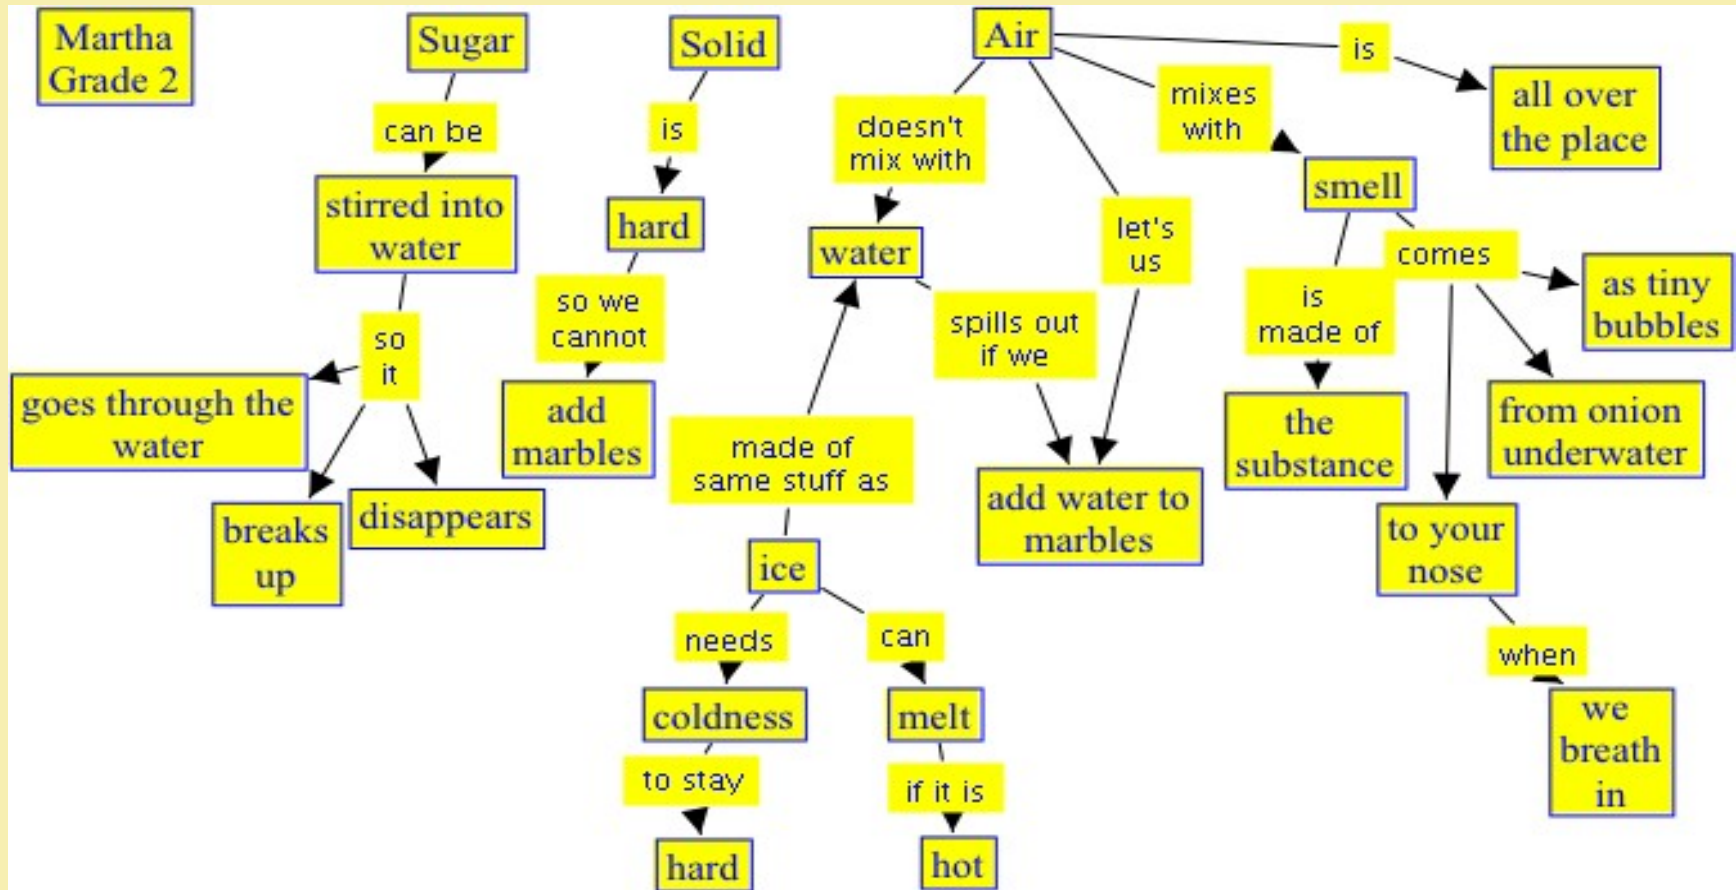 Martha
Grade 2
Sugar
can be
stirred into
water
so
it
goes through the
water
breaks
up
disappears
Solid
is
hard
so we
cannot
add
marbles
Air
doesn't
mix with
water
spills out
if we
add water to
marbles
let's
us
made of
same stuff as
ice
needs
coldness
to stay
hard
can
melt
if it is
hot
mixes
with
smell
is
made of
the
substance
comes
as tiny
bubbles
from onion
underwater
to your
nose
when
we
breath
in
is
all over
the place